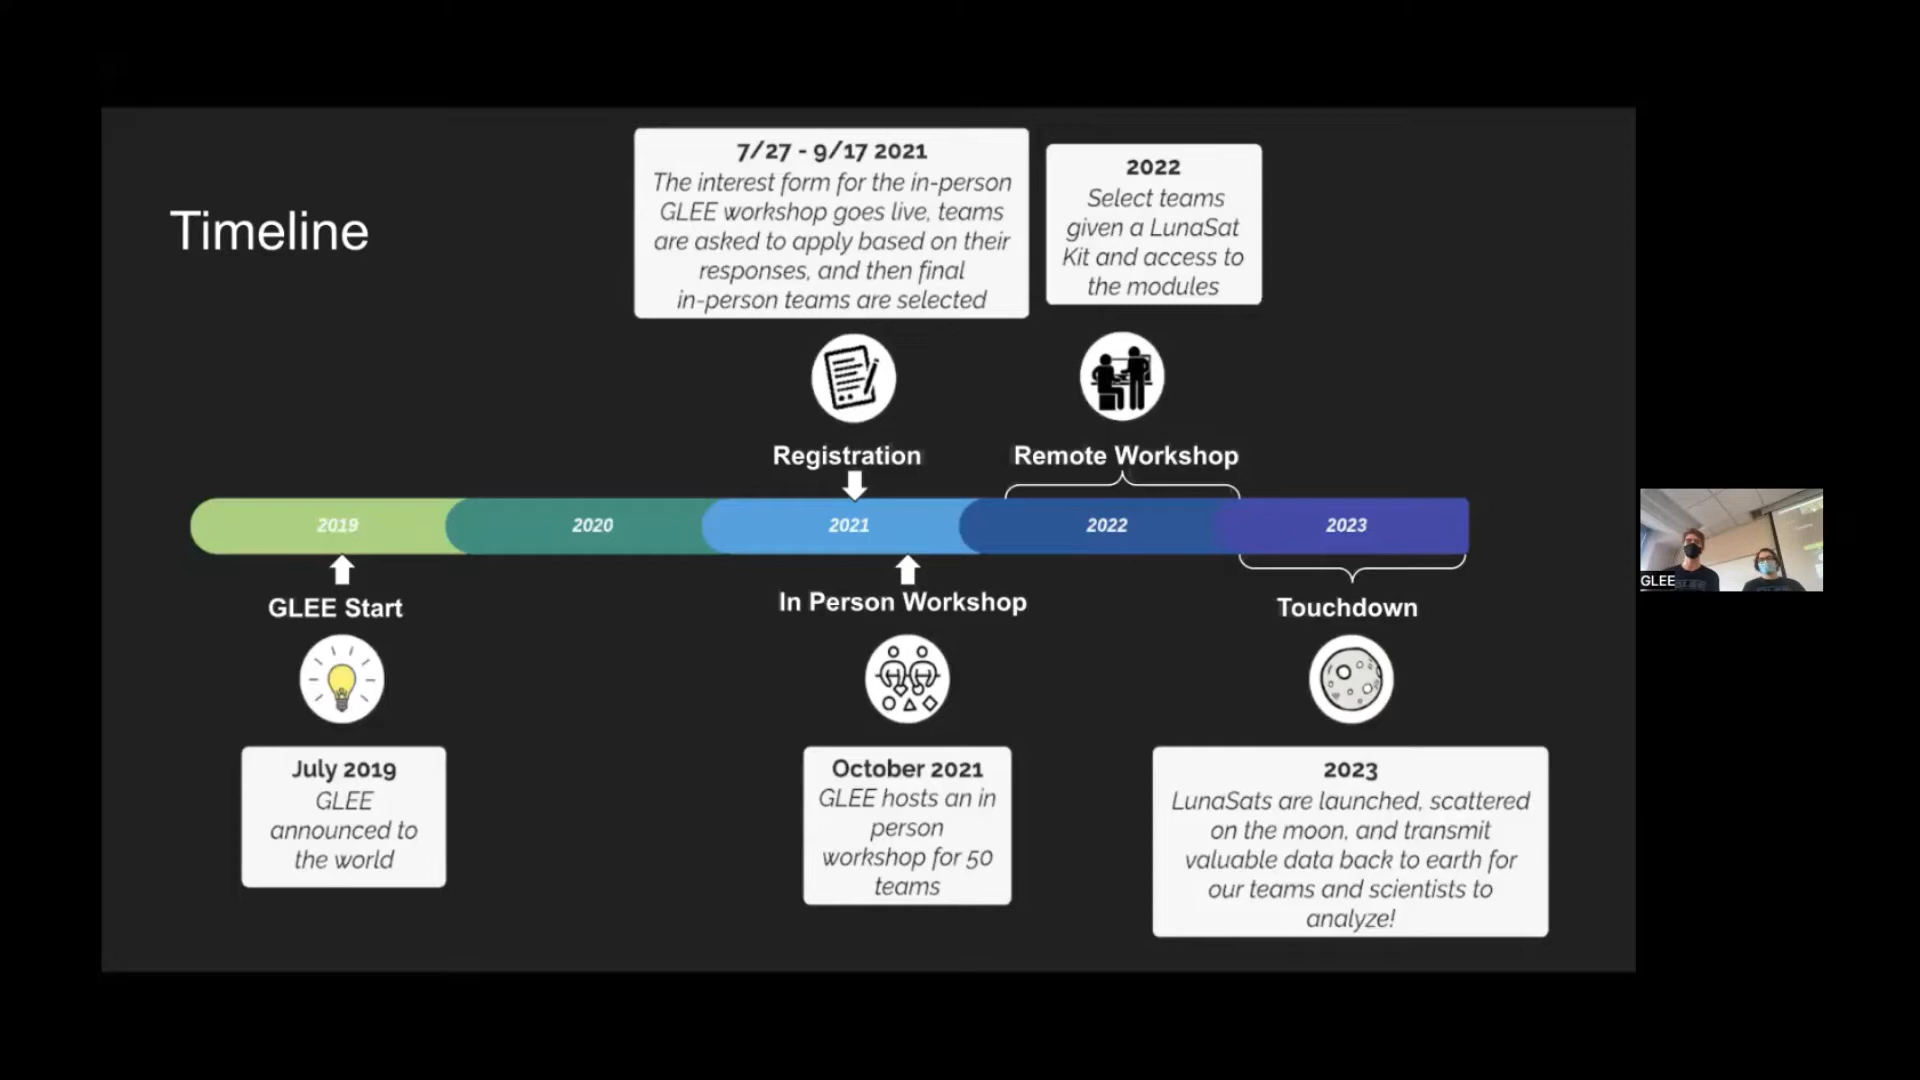 Timeline
7/27 - 9/17 2021
The interest form for the in-person
GLEE workshop goes live, teams
are asked to apply based on their
responses, and then final
in-person teams are selected
2022
Select teams
given a LunaSat
Kit and access to
the modules
Registration
Remote Workshop
2019
2020
2021
2022
2023
GLEE Start
In Person Workshop
Touchdown
July 2019
GLEE
announced to
the world
October 2021
GLEE hosts an in
person
workshop for 50
teams
2023
LunaSats are launched, scattered
on the moon, and transmit
valuable data back to earth for
our teams and scientists to
analyze!
GLEE